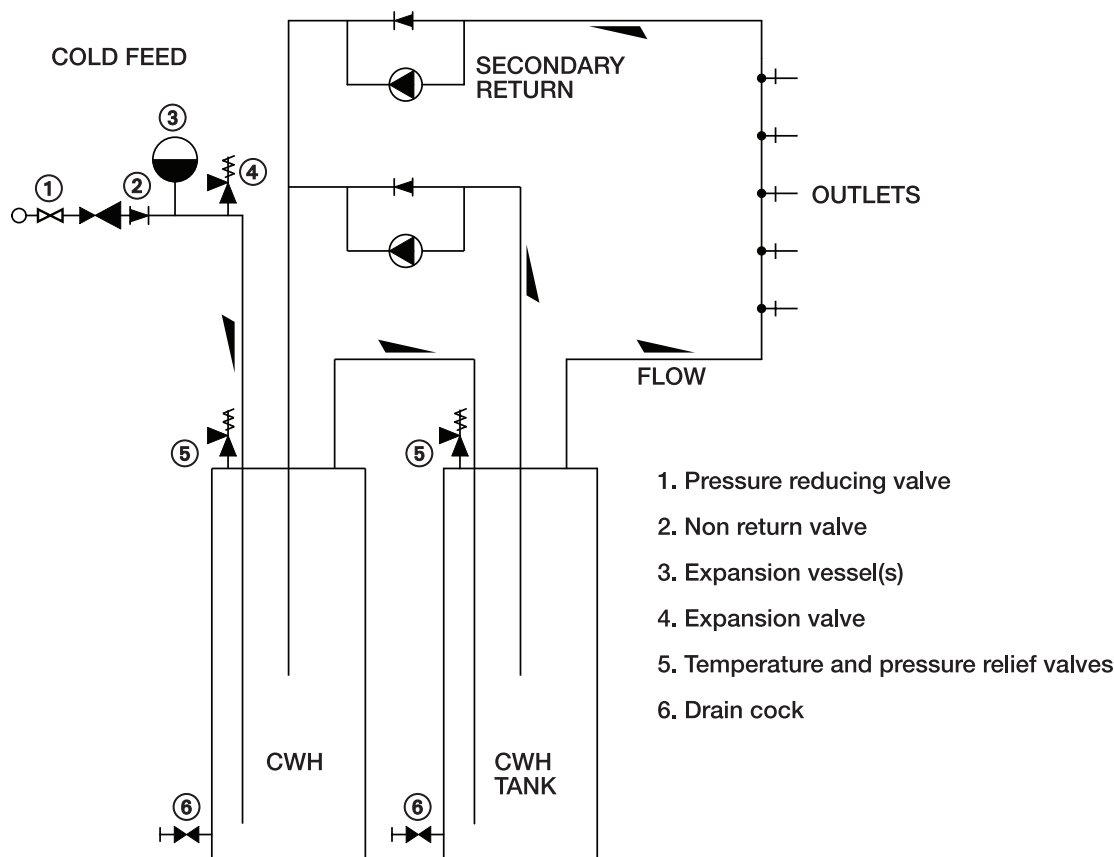 COLD FEED
SECONDARY
RETURN
3
4
1
2
OUTLETS
FLOW
5
5
1. Pressure reducing valve
2. Non return valve
3. Expansion vessel(s)
4. Expansion valve
5. Temperature and pressure relief valves
6. Drain cock
CWH
CWH
TANK
6
6